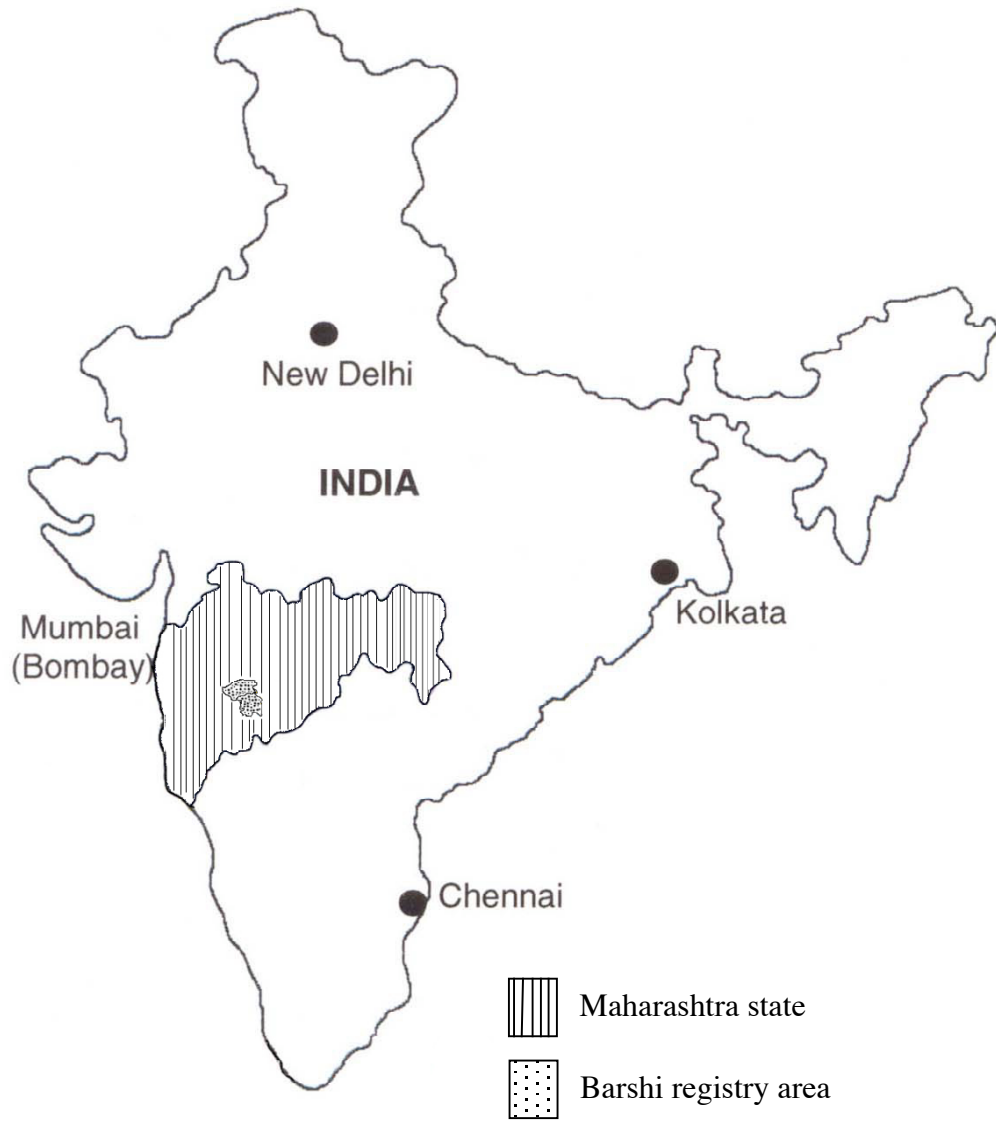 New Delhi
INDIA
Mumbai
(Bombay)
Kolkata
Chennai
Maharashtra state
Barshi registry area